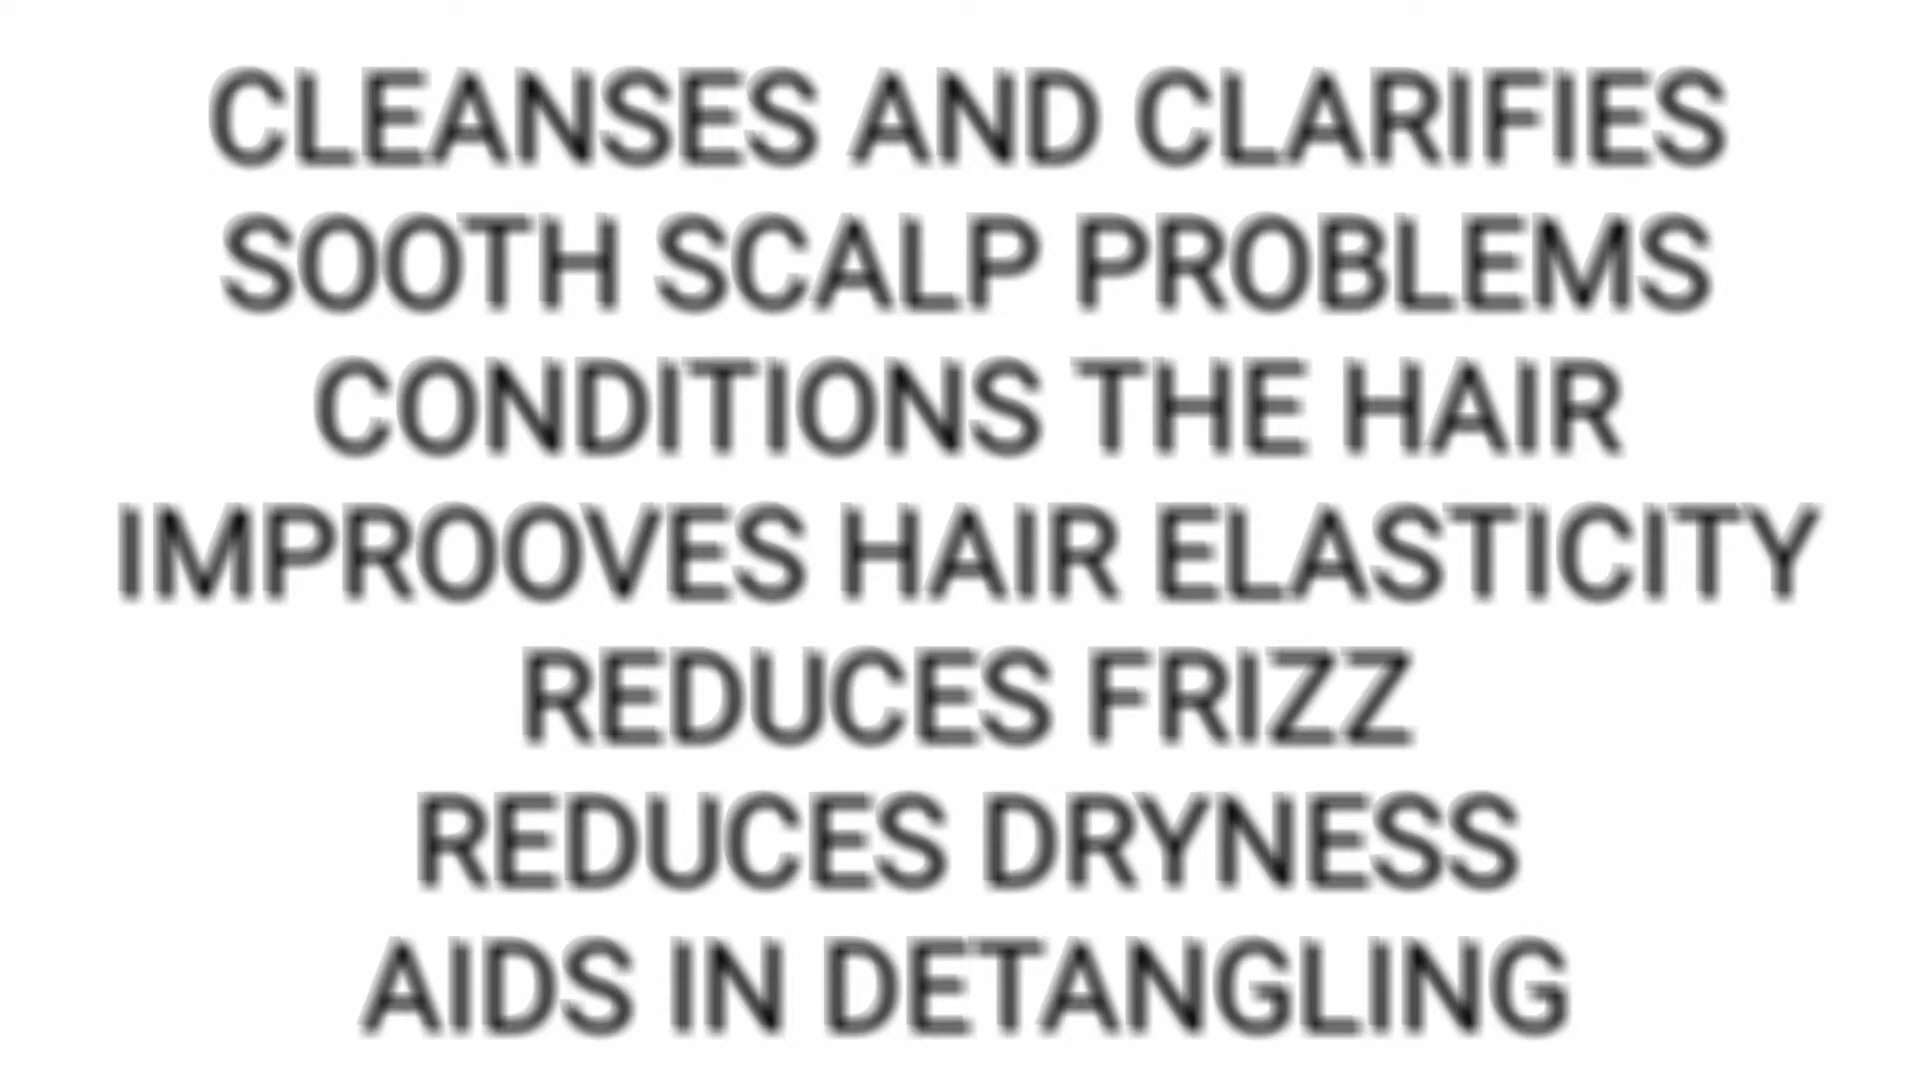 CLEANSES AND CLARIFIES
SOOTH SCALP PROBLEMS
CONDITIONS THE HAIR
IMPROOVES HAIR ELASTICITY
REDUCES FRIZZ
REDUCES DRYNESS
AIDS IN DETANGLING